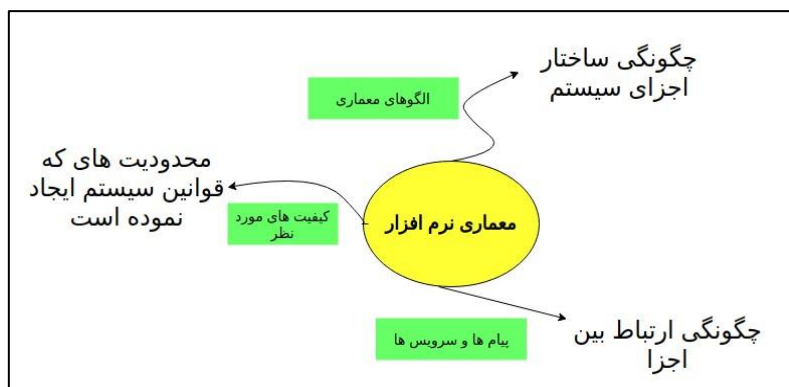 چگونگی ساختار
اجزای سیستم
الگوهای معماری
محدودیت های که
قوانین سیستم ایجاد
نموده است
کیفیت های مورد
نظر
معماری نرم افزار
پیام ها و سرویس ها
چگونگی ارتباط بین
اجزا